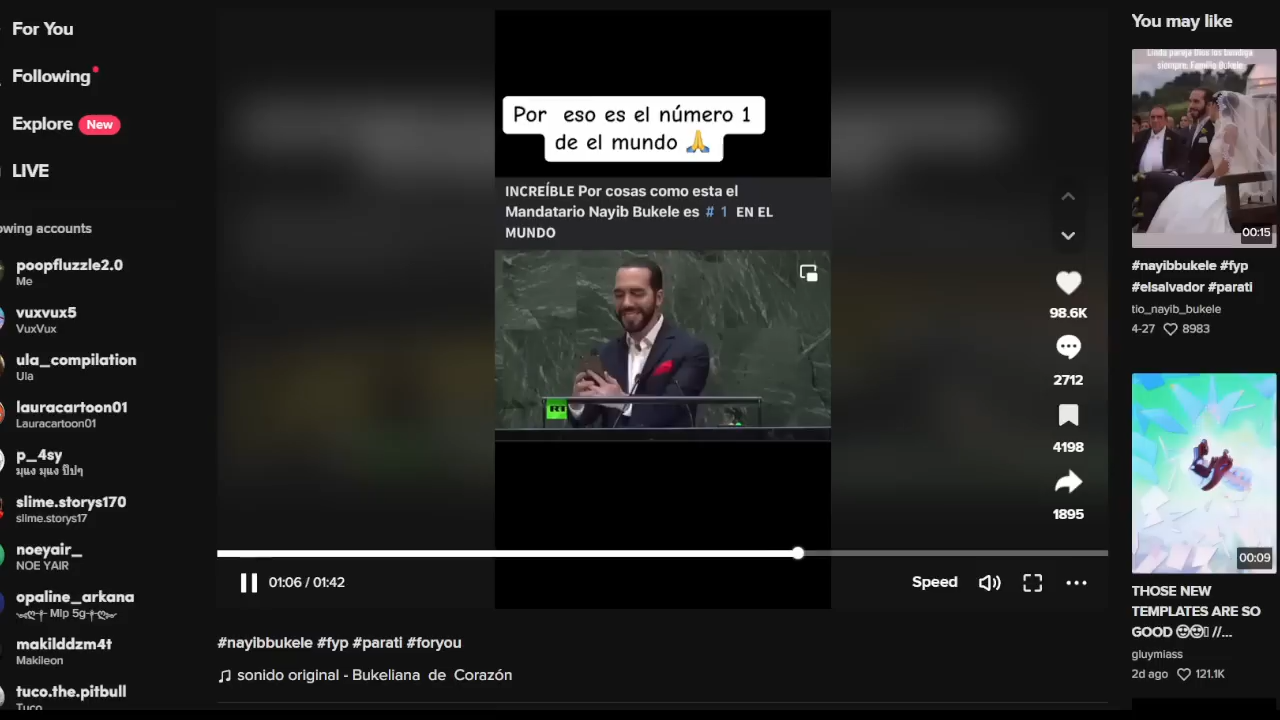 For You
Following
Explore New
LIVE
owing accounts
poopfluzzle2.0
Me
vuxvux5
VuxVux
ula_compilation
Ula
lauracartoon01
Lauracartoon01
p_4sy
slime.storys170
slime.storys17
noeyair_
NOE YAIR
opaline_arkana
Mlp 5g
makilddzm4t
Makileon
tuco.the.pitbull
Tuco
Por eso es el número 1
de el mundo 🙏
INCREÍBLE Por cosas como esta el
Mandatario Nayib Bukele es # 1 EN EL
MUNDO
RT
98.6K
2712
4198
1895
01:06 / 01:42
Speed
#nayibbukele #fyp #parati #foryou
sonido original - Bukeliana de Corazón
You may like
Linda pareja Dios los bendiga
siempre. Familia Bukele
00:15
#nayibbukele #fyp
#elsalvador #parati
tio_nayib_bukele
4-27 8983
00:09
THOSE NEW
TEMPLATES ARE SO
GOOD 😍😍 //...
gluymiass
2d ago 121.1K